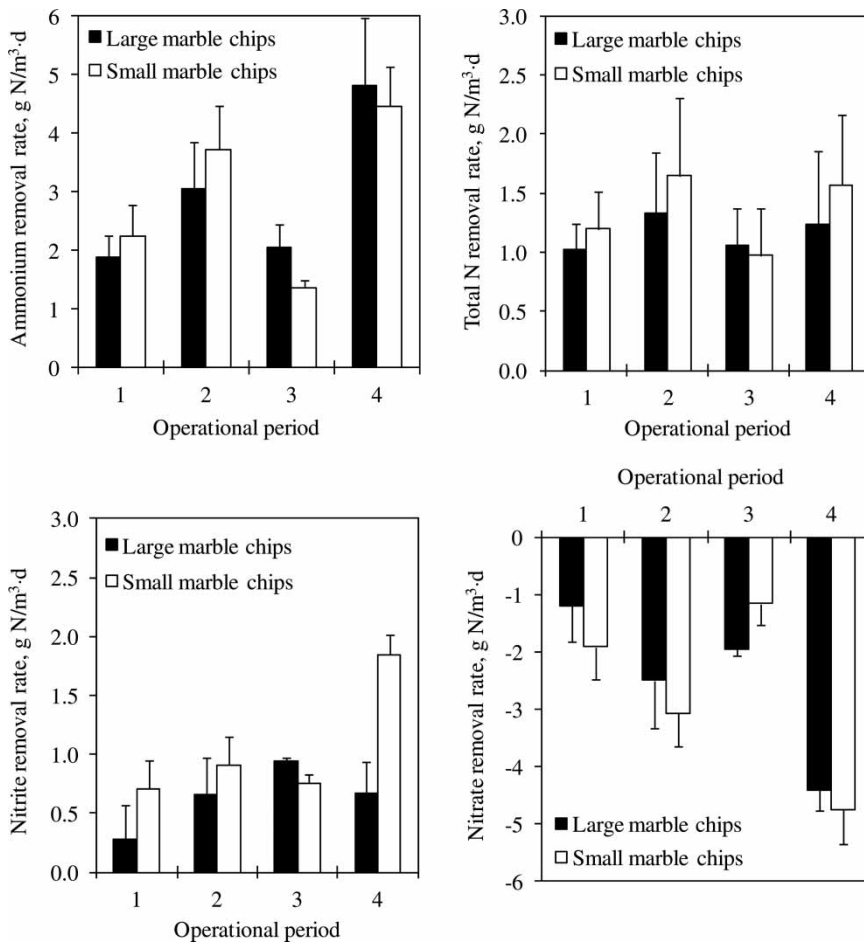 Ammonium removal rate, g N/m³·d
6
5
4
3
2
1
0
Large marble chips
Small marble chips
1 2 3 4
Operational period
Total N removal rate, g N/m³·d
3.0
2.5
2.0
1.5
1.0
0.5
0.0
Large marble chips
Small marble chips
1 2 3 4
Operational period
Nitrite removal rate, g N/m³·d
3.0
2.5
2.0
1.5
1.0
0.5
0.0
Large marble chips
Small marble chips
1 2 3 4
Operational period
Operational period
1 2 3 4
Nitrate removal rate, g N/m³·d
0
-1
-2
-3
-4
-5
-6
Large marble chips
Small marble chips